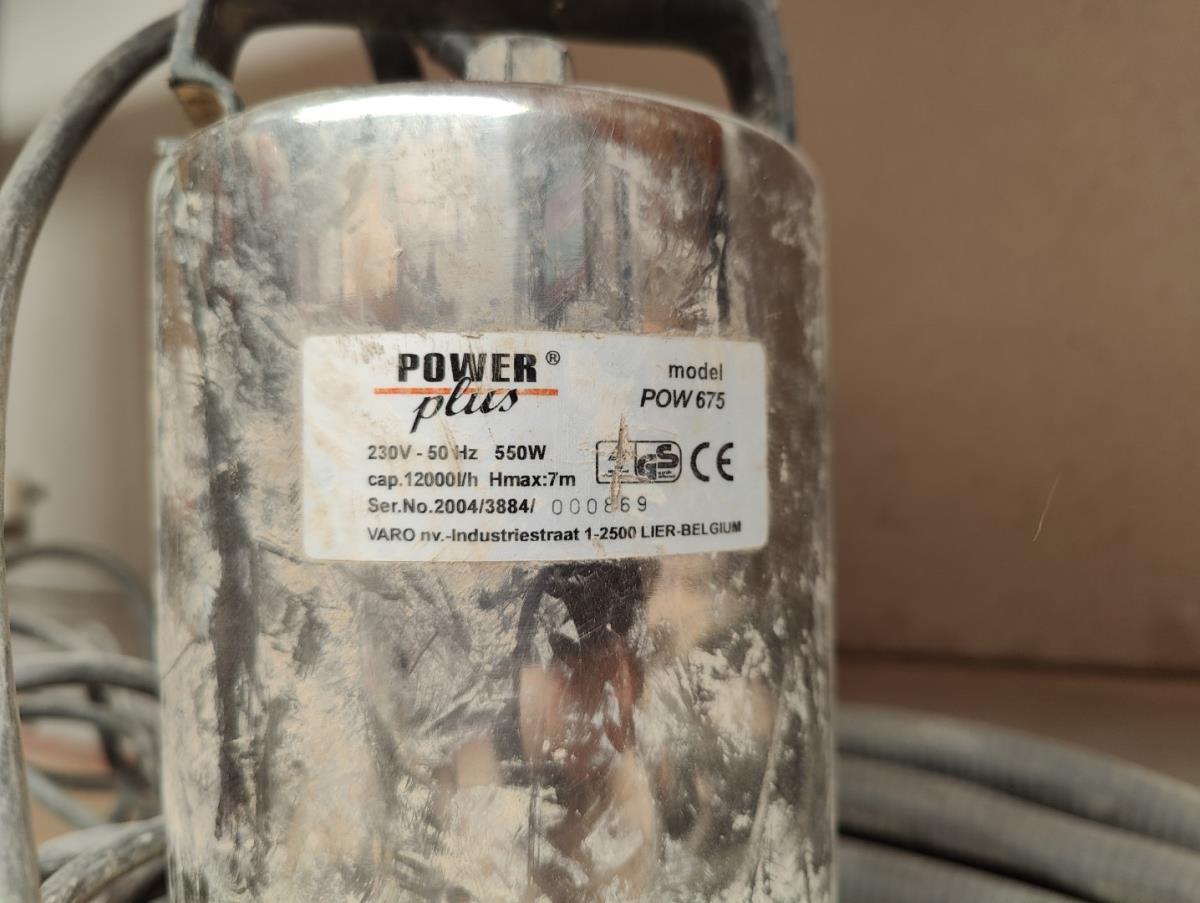 POWER ®
plus
model
POW 675
230V - 50 Hz 550W
cap.12000l/h Hmax:7m
GS CE
Ser.No.2004/3884/ 000869
VARO nv.-Industriestraat 1-2500 LIER-BELGIUM